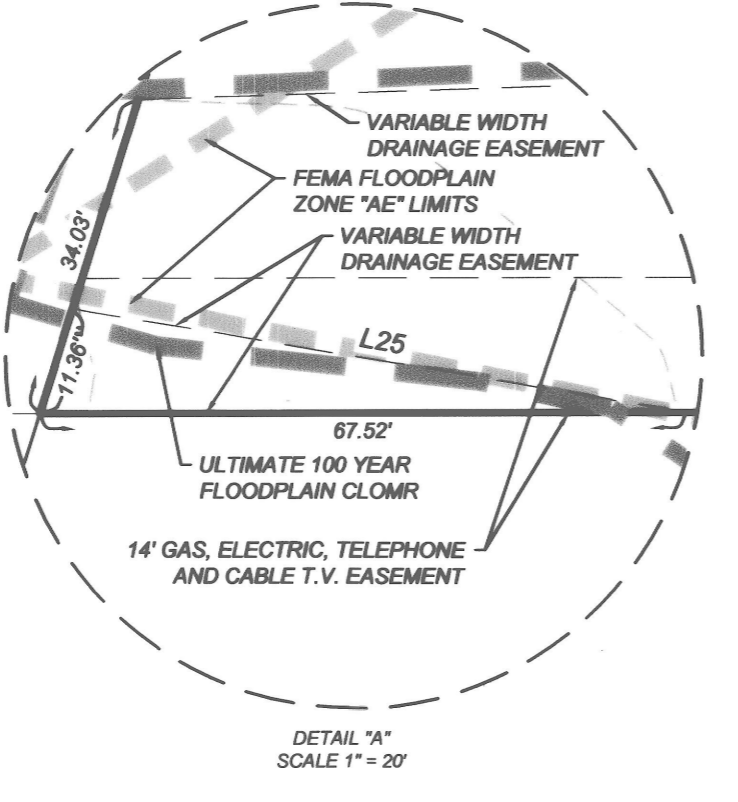 VARIABLE WIDTH
DRAINAGE EASEMENT
FEMA FLOODPLAIN
ZONE "AE" LIMITS
VARIABLE WIDTH
DRAINAGE EASEMENT
34.03'
11.36'
L25
67.52'
ULTIMATE 100 YEAR
FLOODPLAIN CLOMR
14' GAS, ELECTRIC, TELEPHONE
AND CABLE T.V. EASEMENT
DETAIL "A"
SCALE 1" = 20'